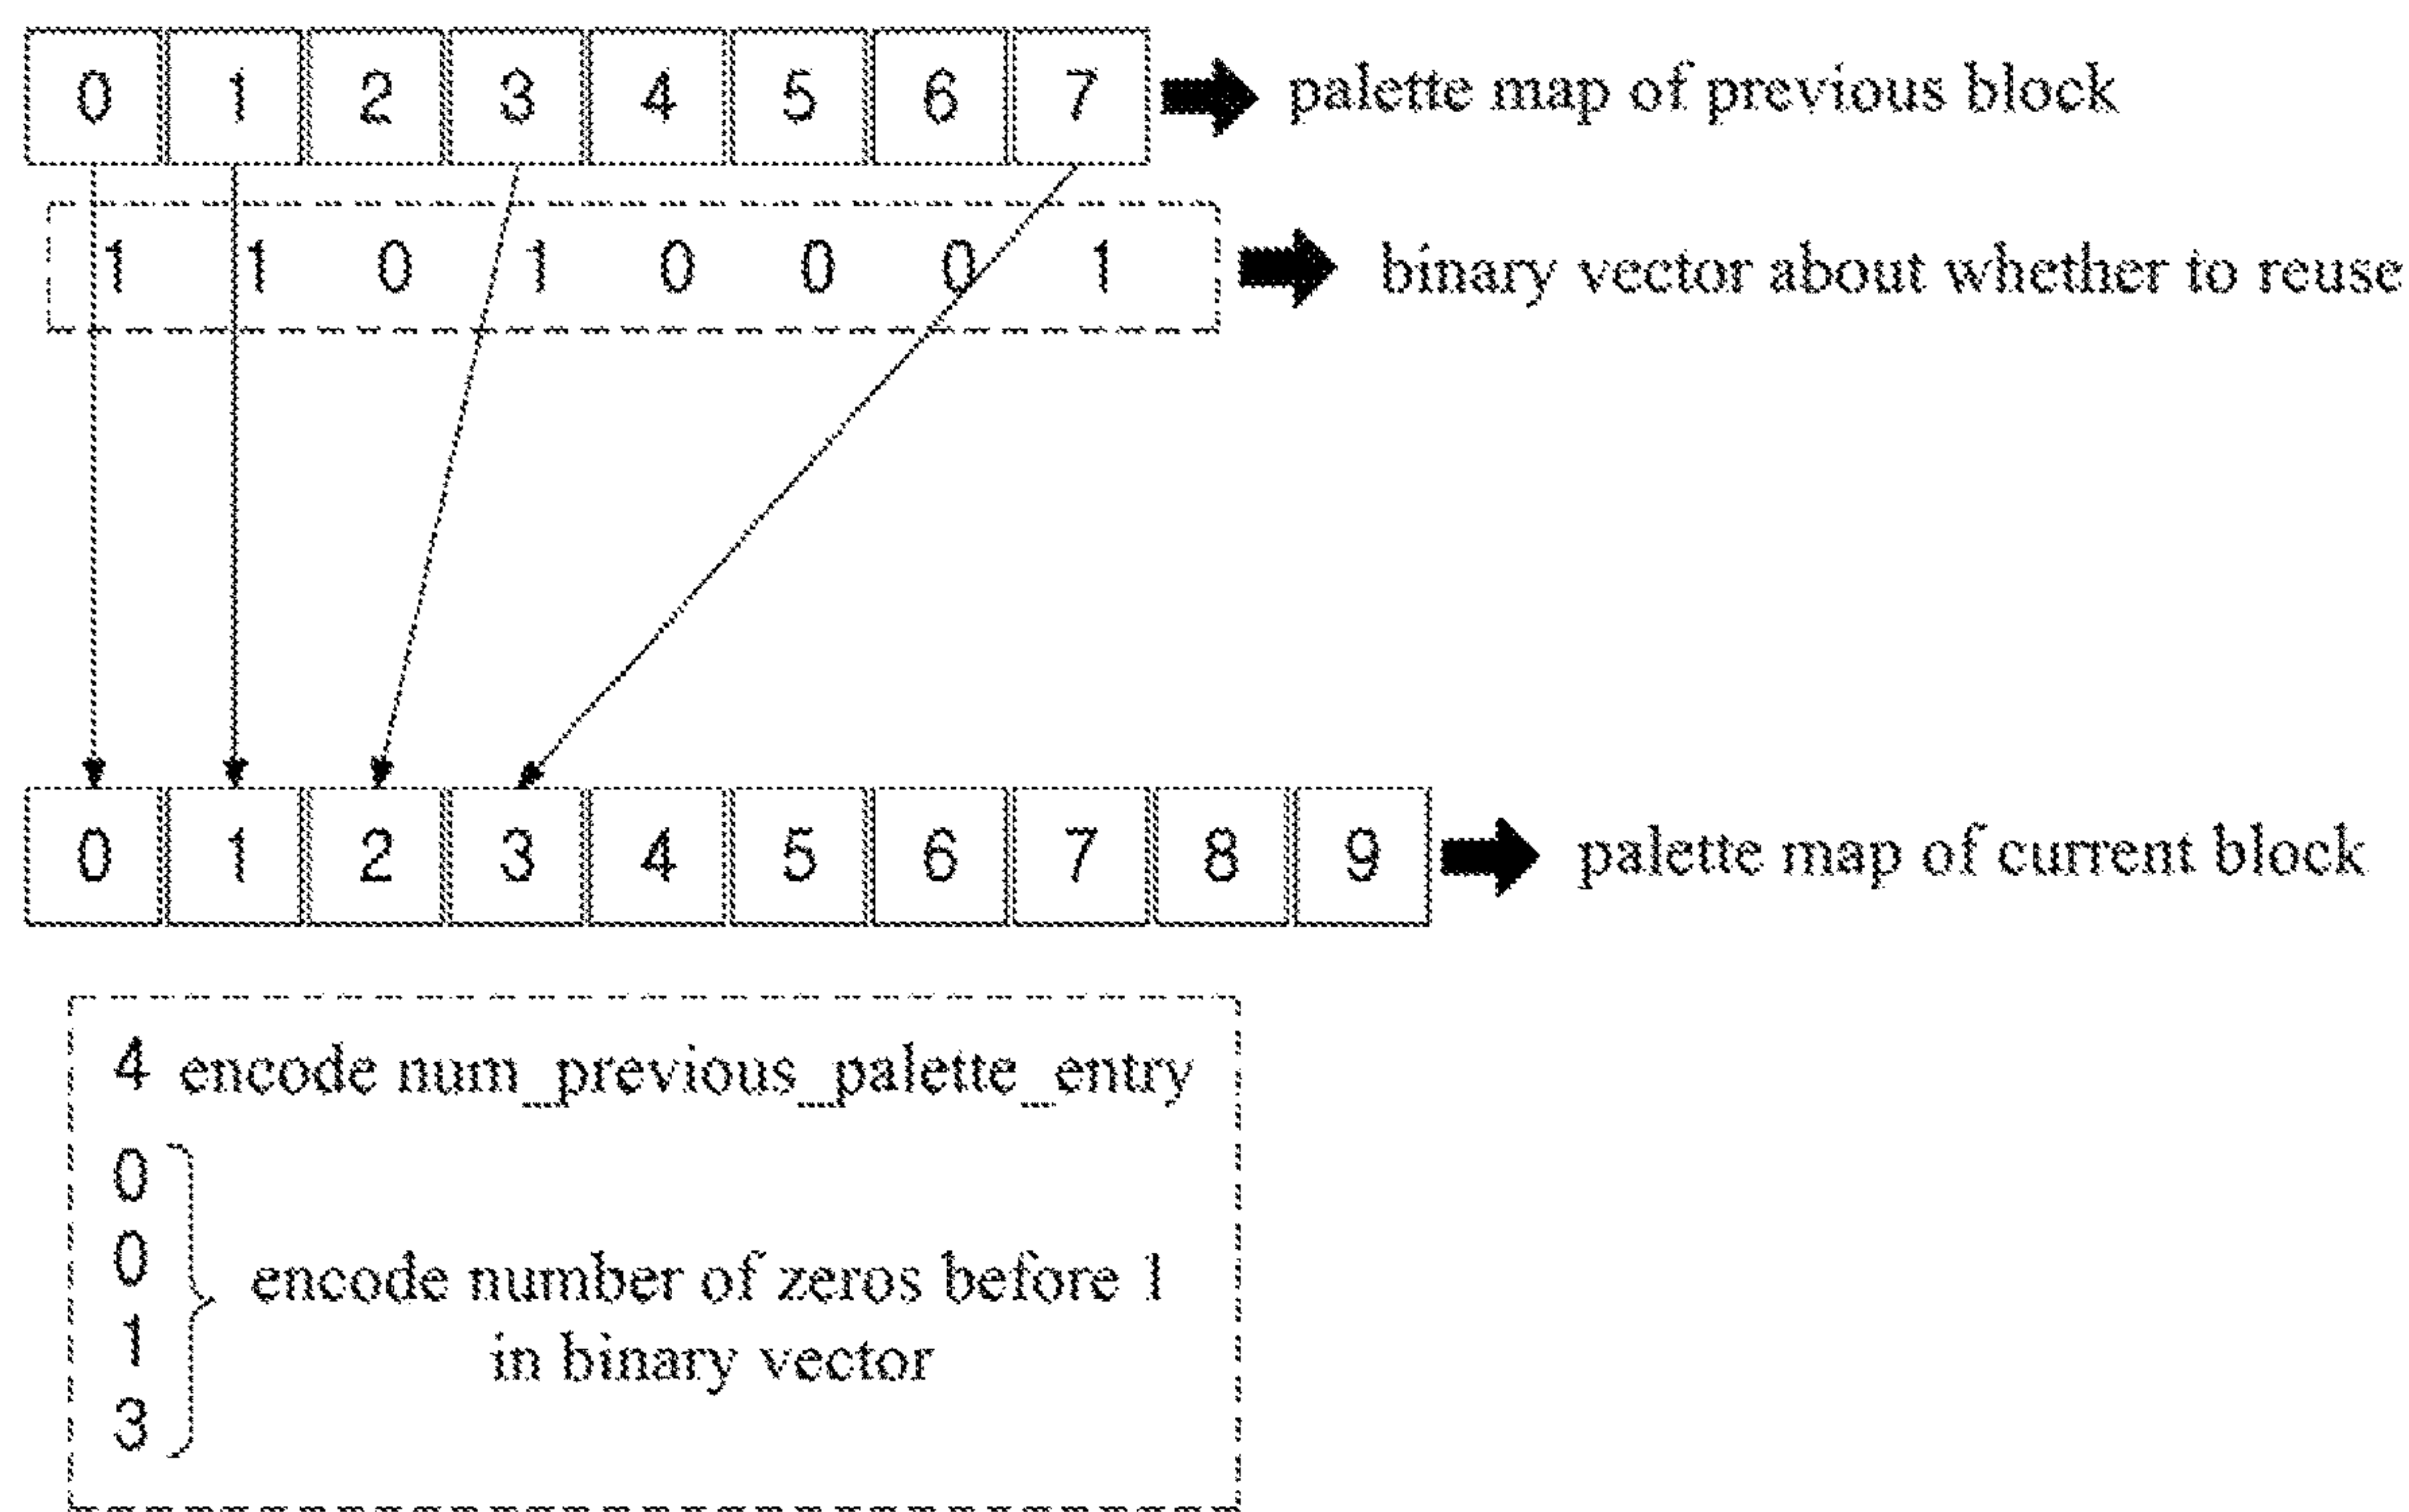 0 1 2 3 4 5 6 7 palette map of previous block
1 1 0 1 0 0 0 1 binary vector about whether to reuse
0 1 2 3 4 5 6 7 8 9 palette map of current block
4 encode num_previous_palette_entry
0
0
encode number of zeros before 1
1
in binary vector
3